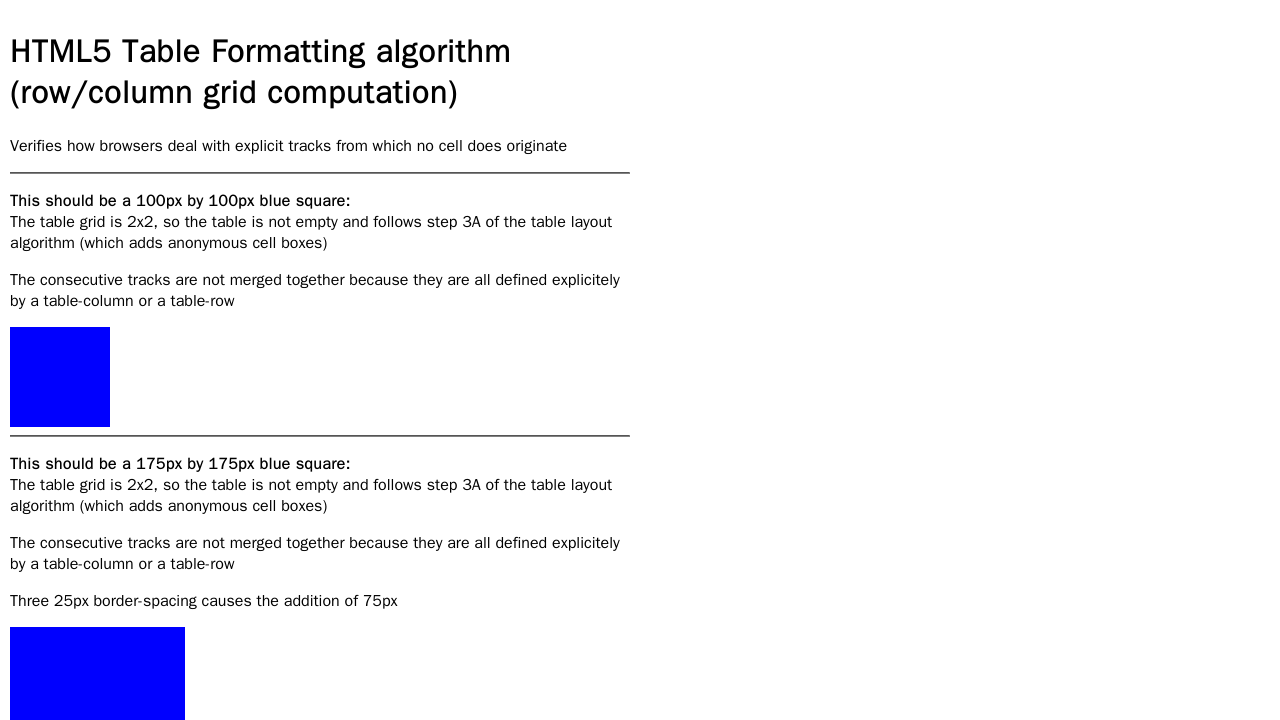 HTML5 Table Formatting algorithm
(row/column grid computation)
Verifies how browsers deal with explicit tracks from which no cell does originate
This should be a 100px by 100px blue square:
The table grid is 2x2, so the table is not empty and follows step 3A of the table layout
algorithm (which adds anonymous cell boxes)
The consecutive tracks are not merged together because they are all defined explicitely
by a table-column or a table-row
This should be a 175px by 175px blue square:
The table grid is 2x2, so the table is not empty and follows step 3A of the table layout
algorithm (which adds anonymous cell boxes)
The consecutive tracks are not merged together because they are all defined explicitely
by a table-column or a table-row
Three 25px border-spacing causes the addition of 75px